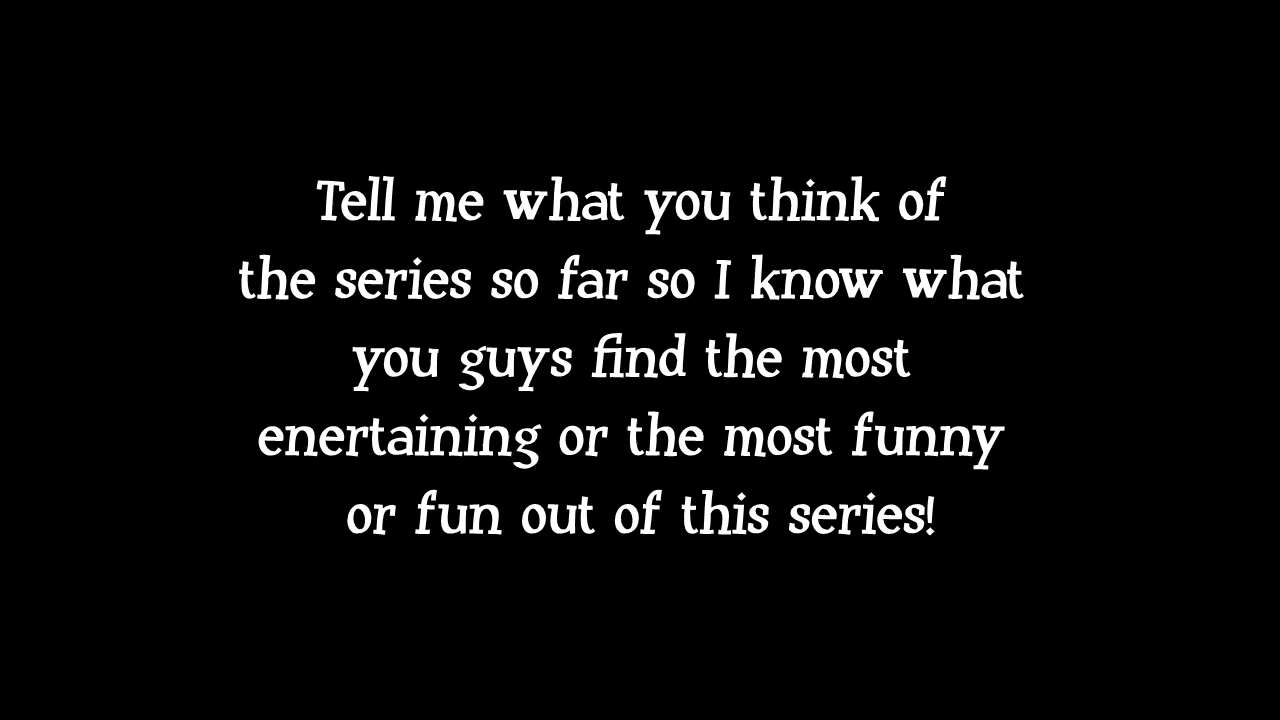 Tell me what you think of
the series so far so I know what
you guys find the most
enertaining or the most funny
or fun out of this series!